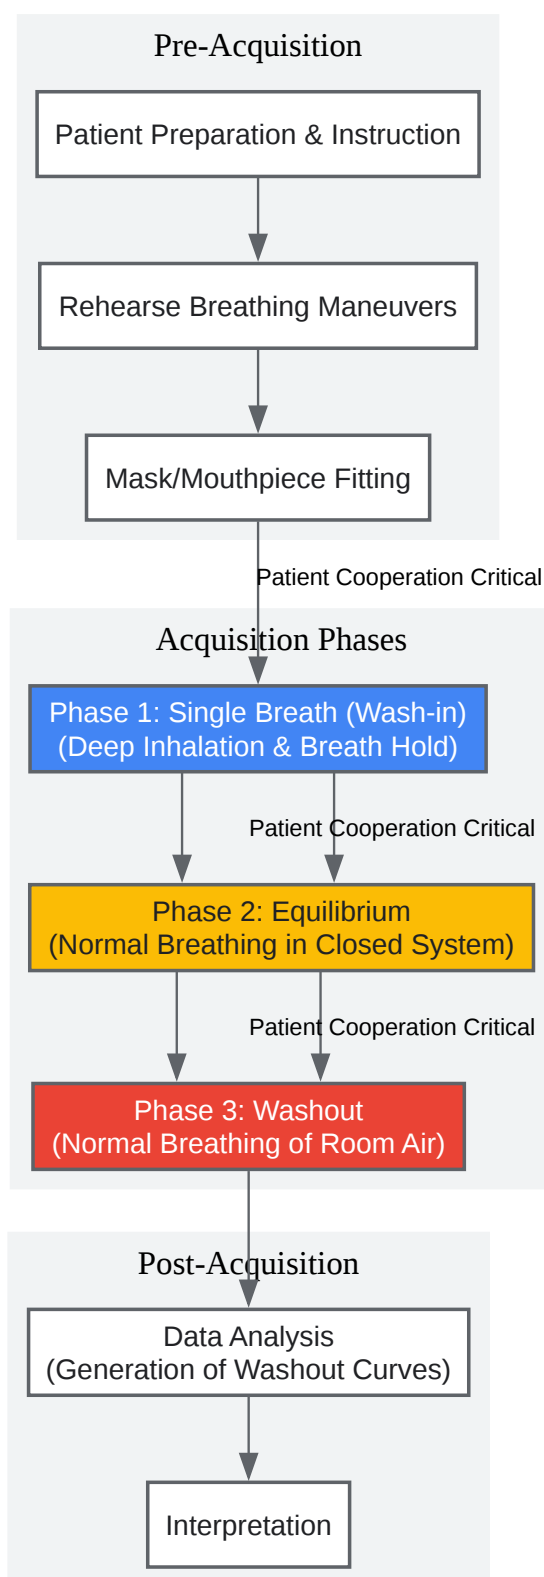 Pre-Acquisition
Patient Preparation & Instruction
Rehearse Breathing Maneuvers
Mask/Mouthpiece Fitting
Patient Cooperation Critical
Acquisition Phases
Phase 1: Single Breath (Wash-in)
(Deep Inhalation & Breath Hold)
Patient Cooperation Critical
Phase 2: Equilibrium
(Normal Breathing in Closed System)
Patient Cooperation Critical
Phase 3: Washout
(Normal Breathing of Room Air)
Post-Acquisition
Data Analysis
(Generation of Washout Curves)
Interpretation